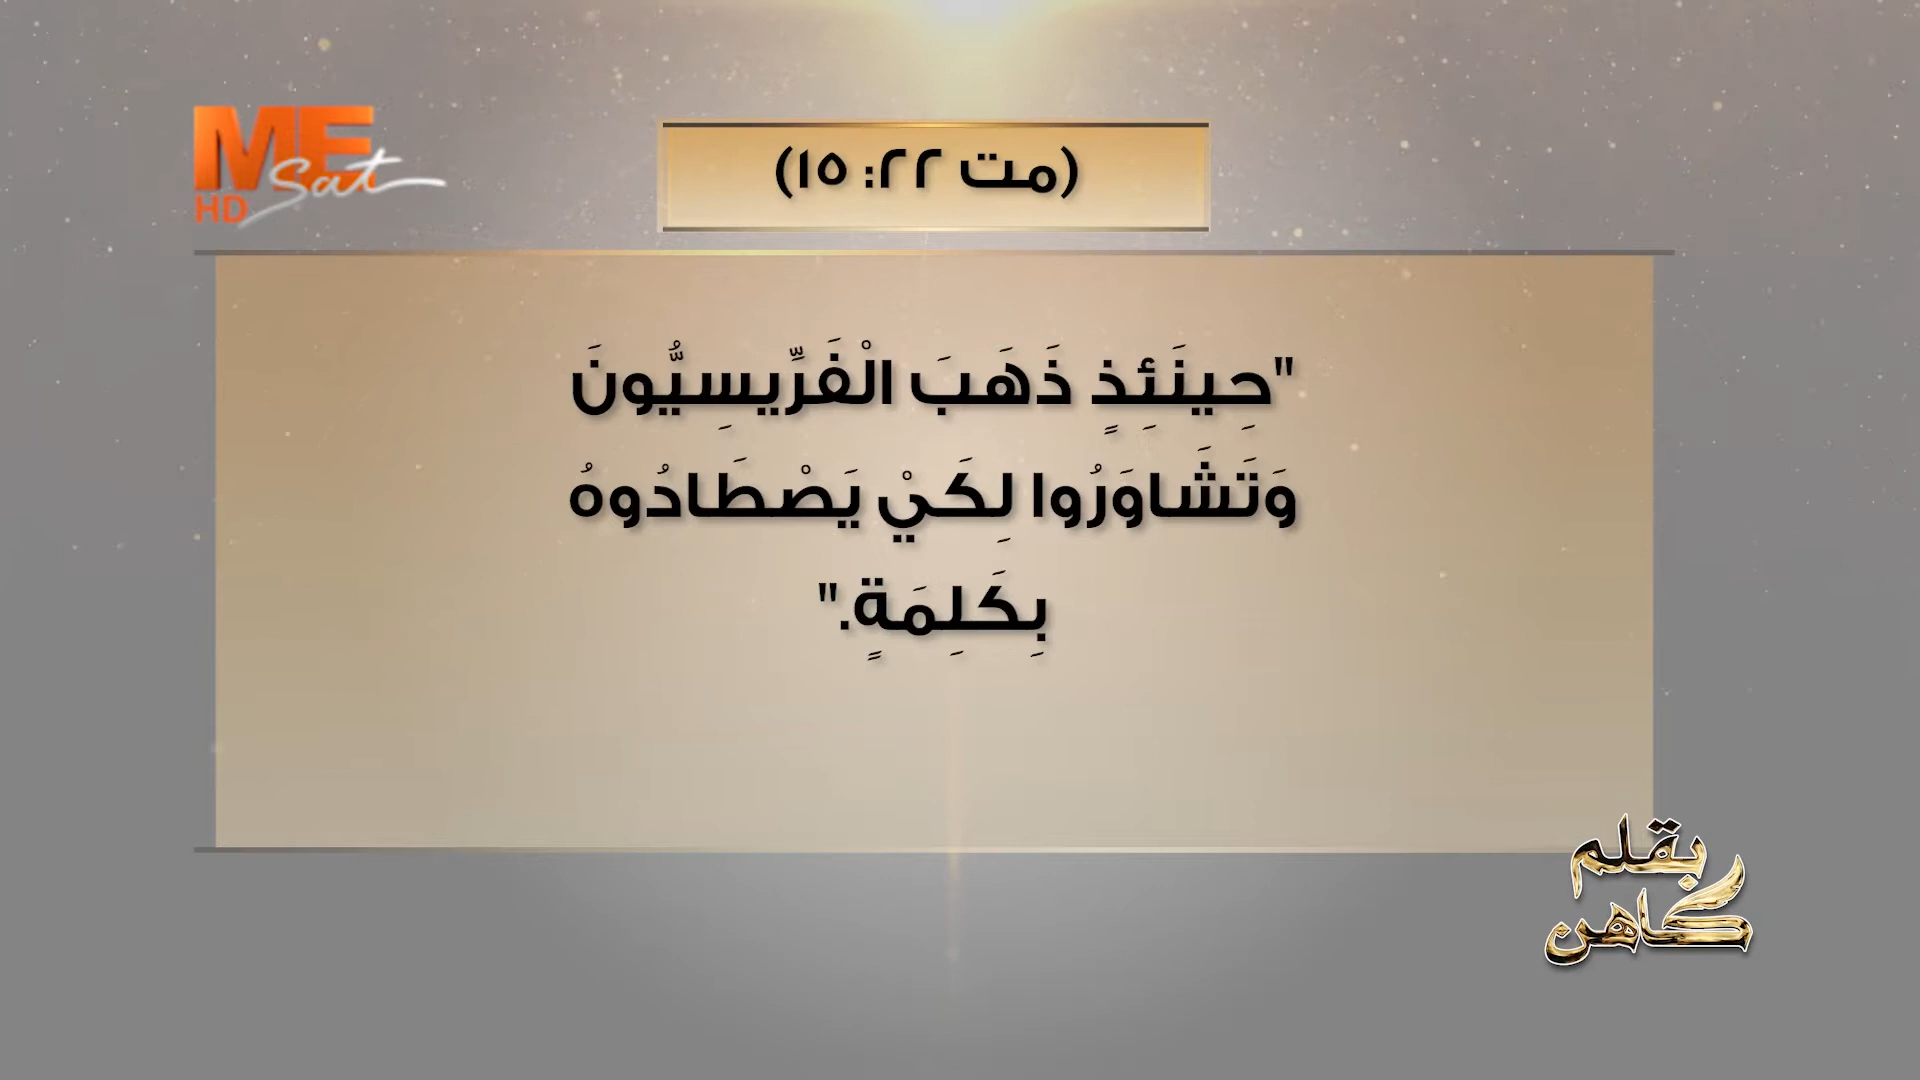 ME
Sat
HD
(مت ٢٢: ١٥)
"حِينَئِذٍ ذَهَبَ الْفَرِّيسِيُّونَ
وَتَشَاوَرُوا لِكَيْ يَصْطَادُوهُ
بِكَلِمَةٍ."
بقلم
كاهن